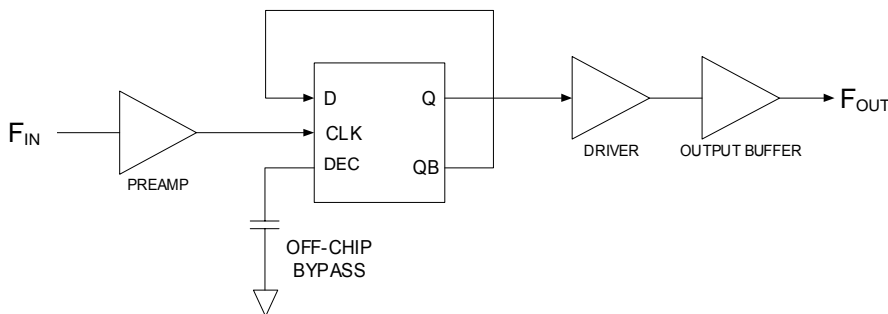 D
Q
F_IN
CLK
F_OUT
DEC
QB
DRIVER
OUTPUT BUFFER
PREAMP
OFF-CHIP
BYPASS